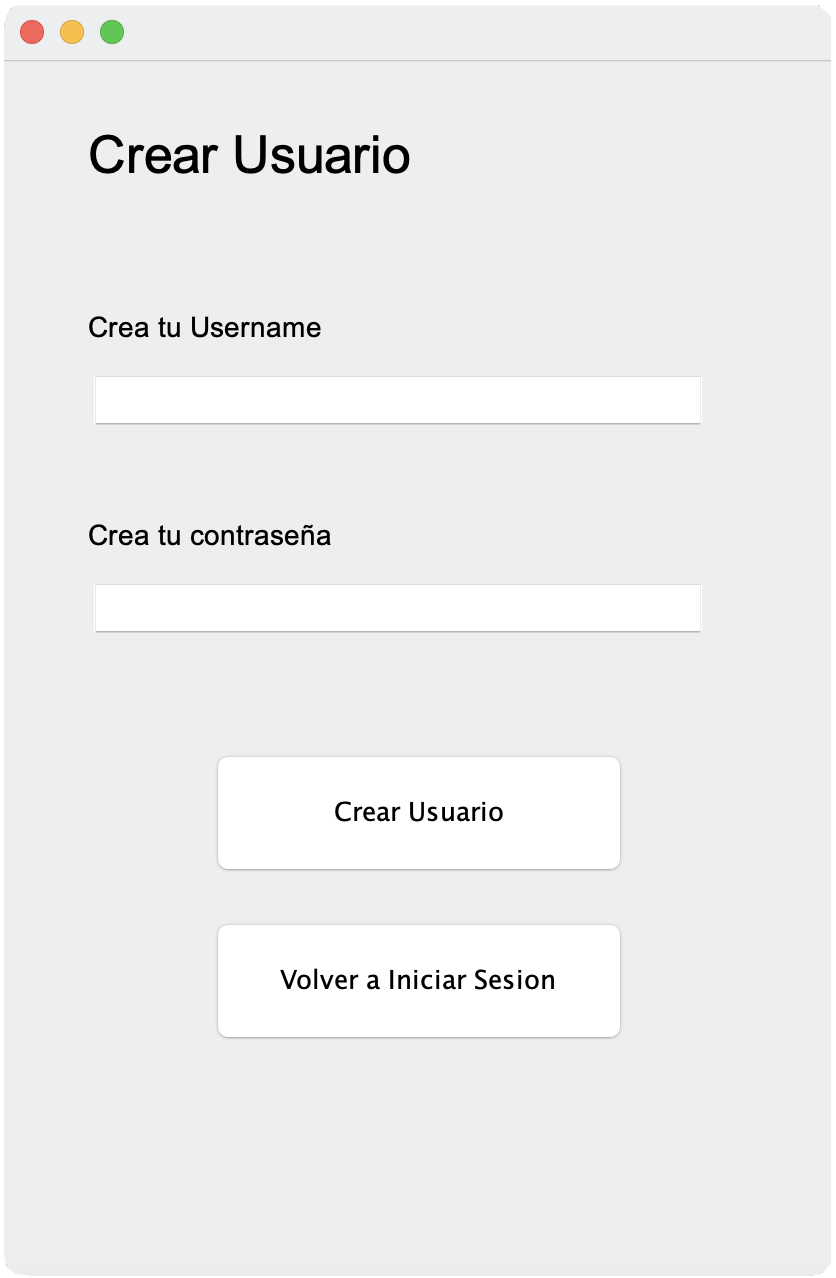 Crear Usuario
Crea tu Username
Crea tu contraseña
Crear Usuario
Volver a Iniciar Sesion